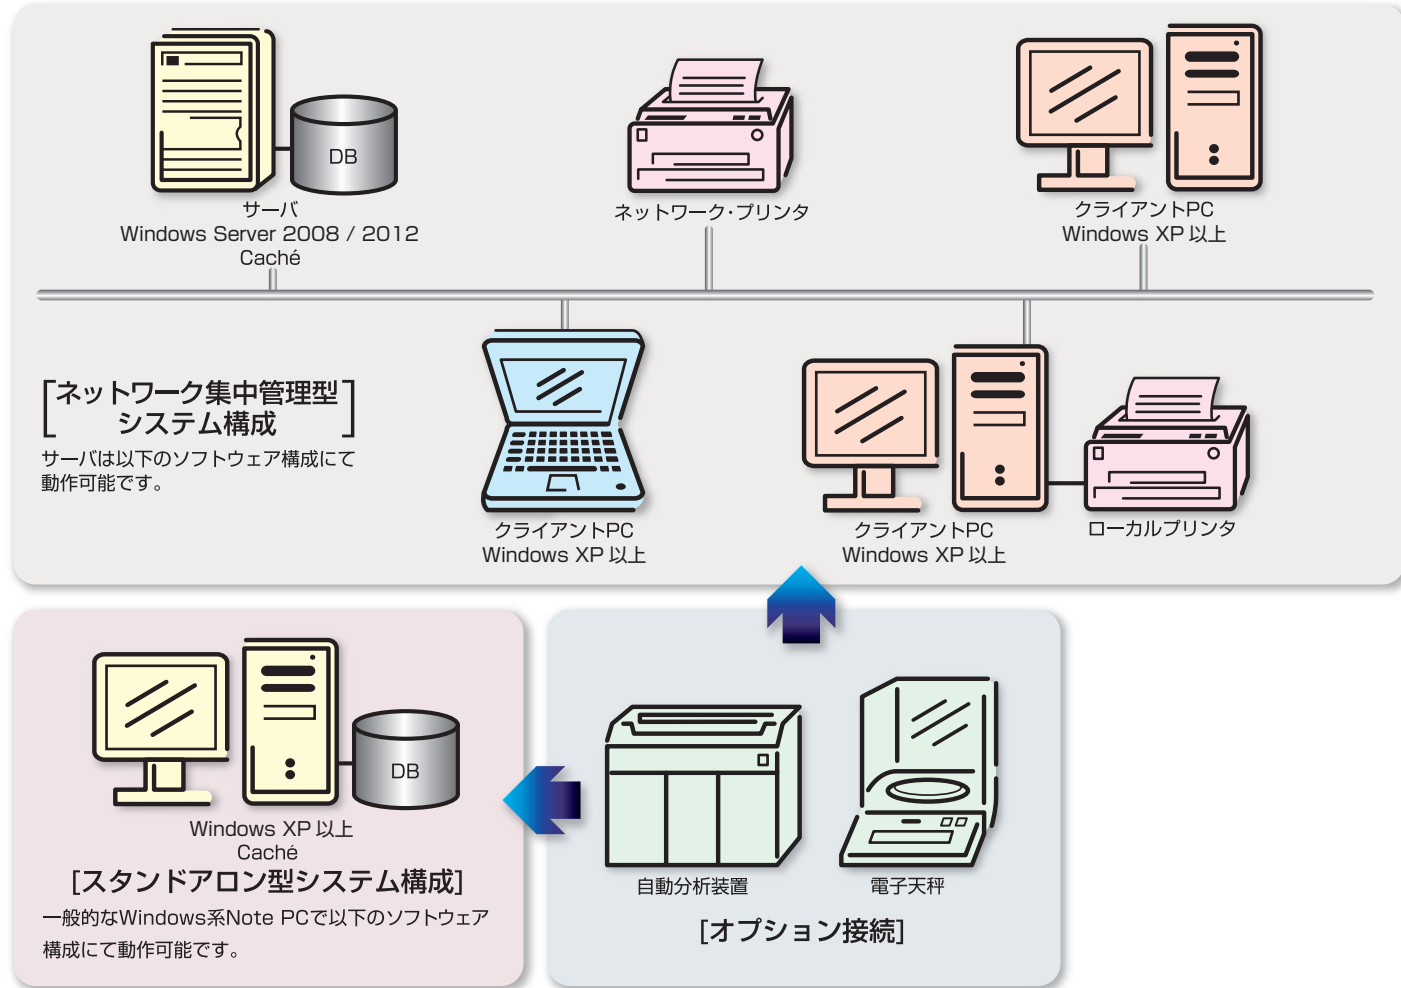 DB
サーバ
Windows Server 2008 / 2012
Caché
ネットワーク・プリンタ
クライアントPC
Windows XP 以上
[ネットワーク集中管理型
システム構成]
サーバは以下のソフトウェア構成にて
動作可能です。
クライアントPC
Windows XP 以上
クライアントPC
Windows XP 以上
ローカルプリンタ
DB
Windows XP 以上
Caché
[スタンドアロン型システム構成]
一般的なWindows系Note PCで以下のソフトウェア
構成にて動作可能です。
自動分析装置
電子天秤
[オプション接続]